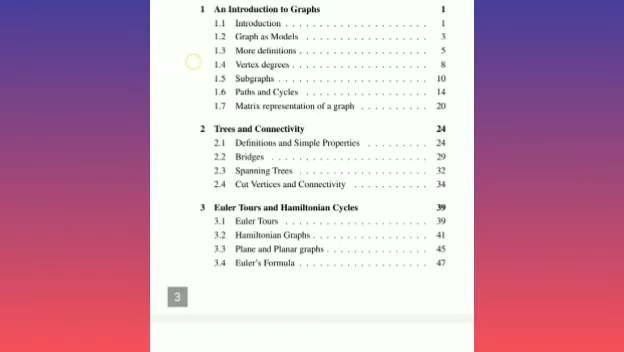 1 An Introduction to Graphs 1
1.1 Introduction . . . . . . . . . . . . . . . . . . . 1
1.2 Graph as Models . . . . . . . . . . . . . . . . . 3
1.3 More definitions . . . . . . . . . . . . . . . . . 5
1.4 Vertex degrees . . . . . . . . . . . . . . . . . . 8
1.5 Subgraphs . . . . . . . . . . . . . . . . . . . . 10
1.6 Paths and Cycles . . . . . . . . . . . . . . . . 14
1.7 Matrix representation of a graph . . . . . . . . . 20
2 Trees and Connectivity 24
2.1 Definitions and Simple Properties . . . . . . . . 24
2.2 Bridges . . . . . . . . . . . . . . . . . . . . . 29
2.3 Spanning Trees . . . . . . . . . . . . . . . . . 32
2.4 Cut Vertices and Connectivity . . . . . . . . . . 34
3 Euler Tours and Hamiltonian Cycles 39
3.1 Euler Tours . . . . . . . . . . . . . . . . . . . 39
3.2 Hamiltonian Graphs . . . . . . . . . . . . . . . 41
3.3 Plane and Planar graphs . . . . . . . . . . . . . 45
3.4 Euler's Formula . . . . . . . . . . . . . . . . . 47
3